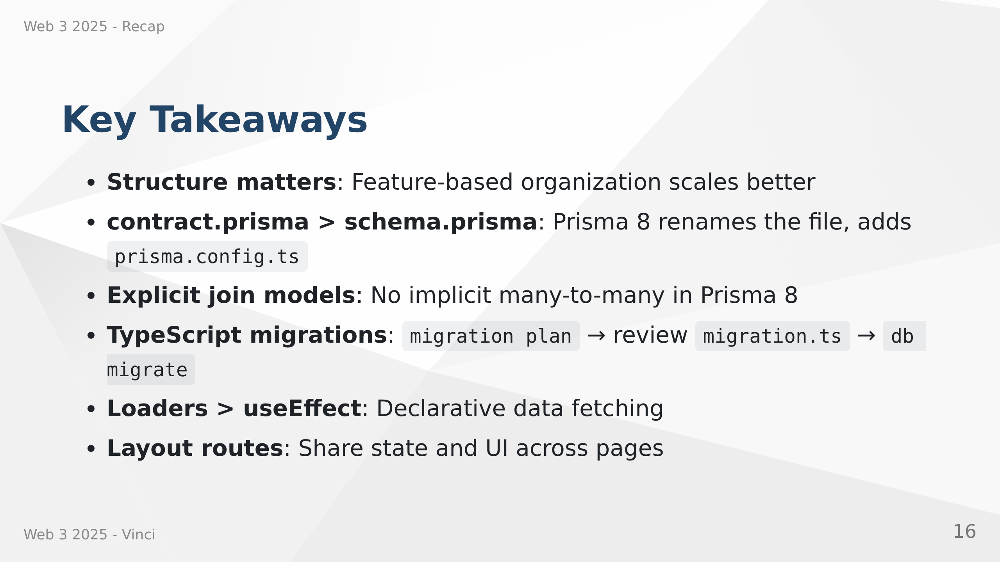 Web 3 2025 - Recap
Key Takeaways
• Structure matters: Feature-based organization scales better
• contract.prisma > schema.prisma: Prisma 8 renames the file, adds
prisma.config.ts
• Explicit join models: No implicit many-to-many in Prisma 8
• TypeScript migrations: migration plan → review migration.ts → db
migrate
• Loaders > useEffect: Declarative data fetching
• Layout routes: Share state and UI across pages
Web 3 2025 - Vinci
16